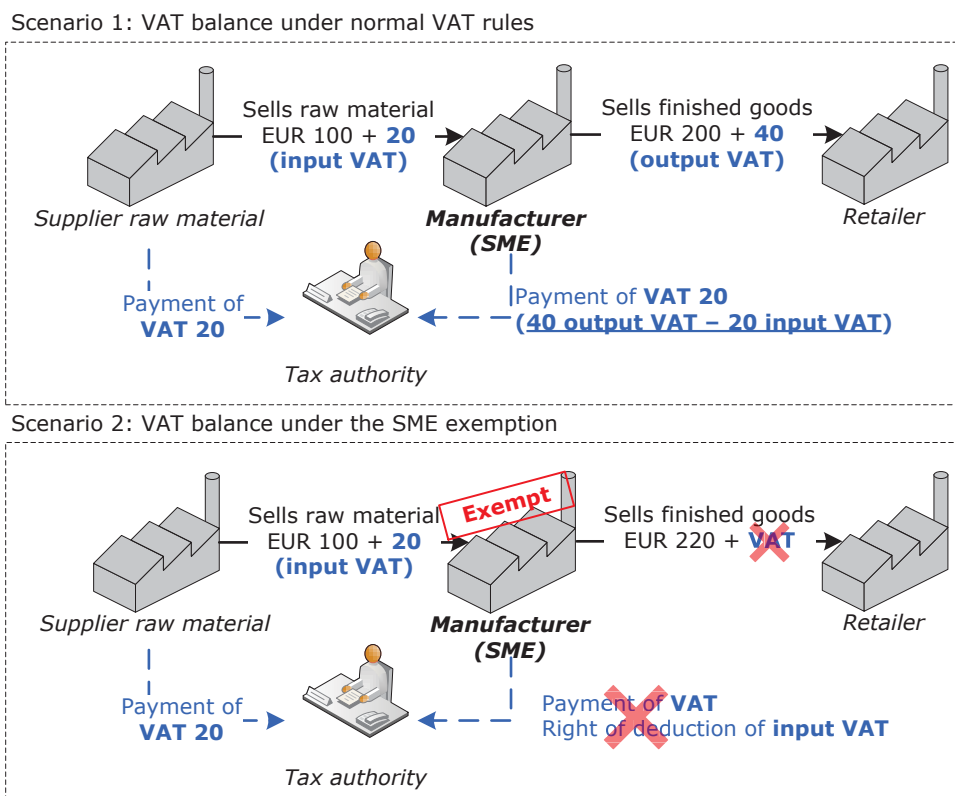 Scenario 1: VAT balance under normal VAT rules
Sells raw material
EUR 100 + 20
(input VAT)
Sells finished goods
EUR 200 + 40
(output VAT)
Supplier raw material
Manufacturer
(SME)
Retailer
Payment of
VAT 20
Payment of VAT 20
(40 output VAT – 20 input VAT)
Tax authority
Scenario 2: VAT balance under the SME exemption
Sells raw material
EUR 100 + 20
(input VAT)
Exempt
Sells finished goods
EUR 220 + VAT
Supplier raw material
Manufacturer
(SME)
Retailer
Payment of
VAT 20
Payment of VAT
Right of deduction of input VAT
Tax authority